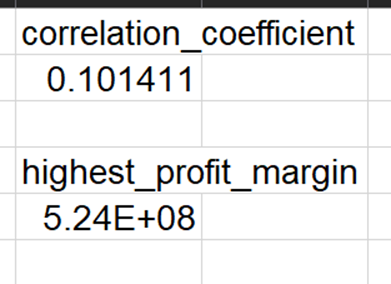 correlation_coefficient
0.101411
highest_profit_margin
5.24E+08